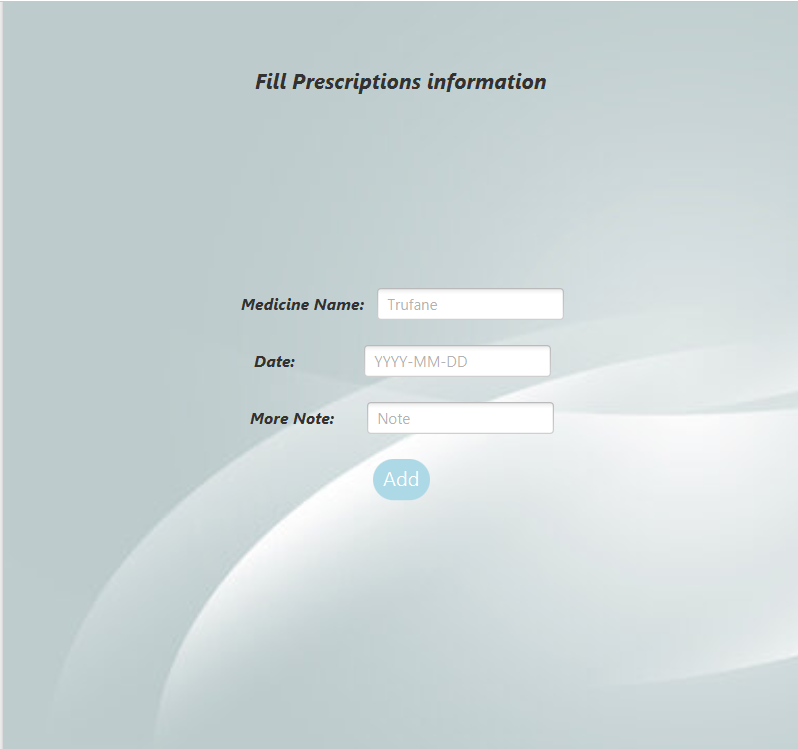 Fill Prescriptions information
Medicine Name: Trufane
Date: YYYY-MM-DD
More Note: Note
Add